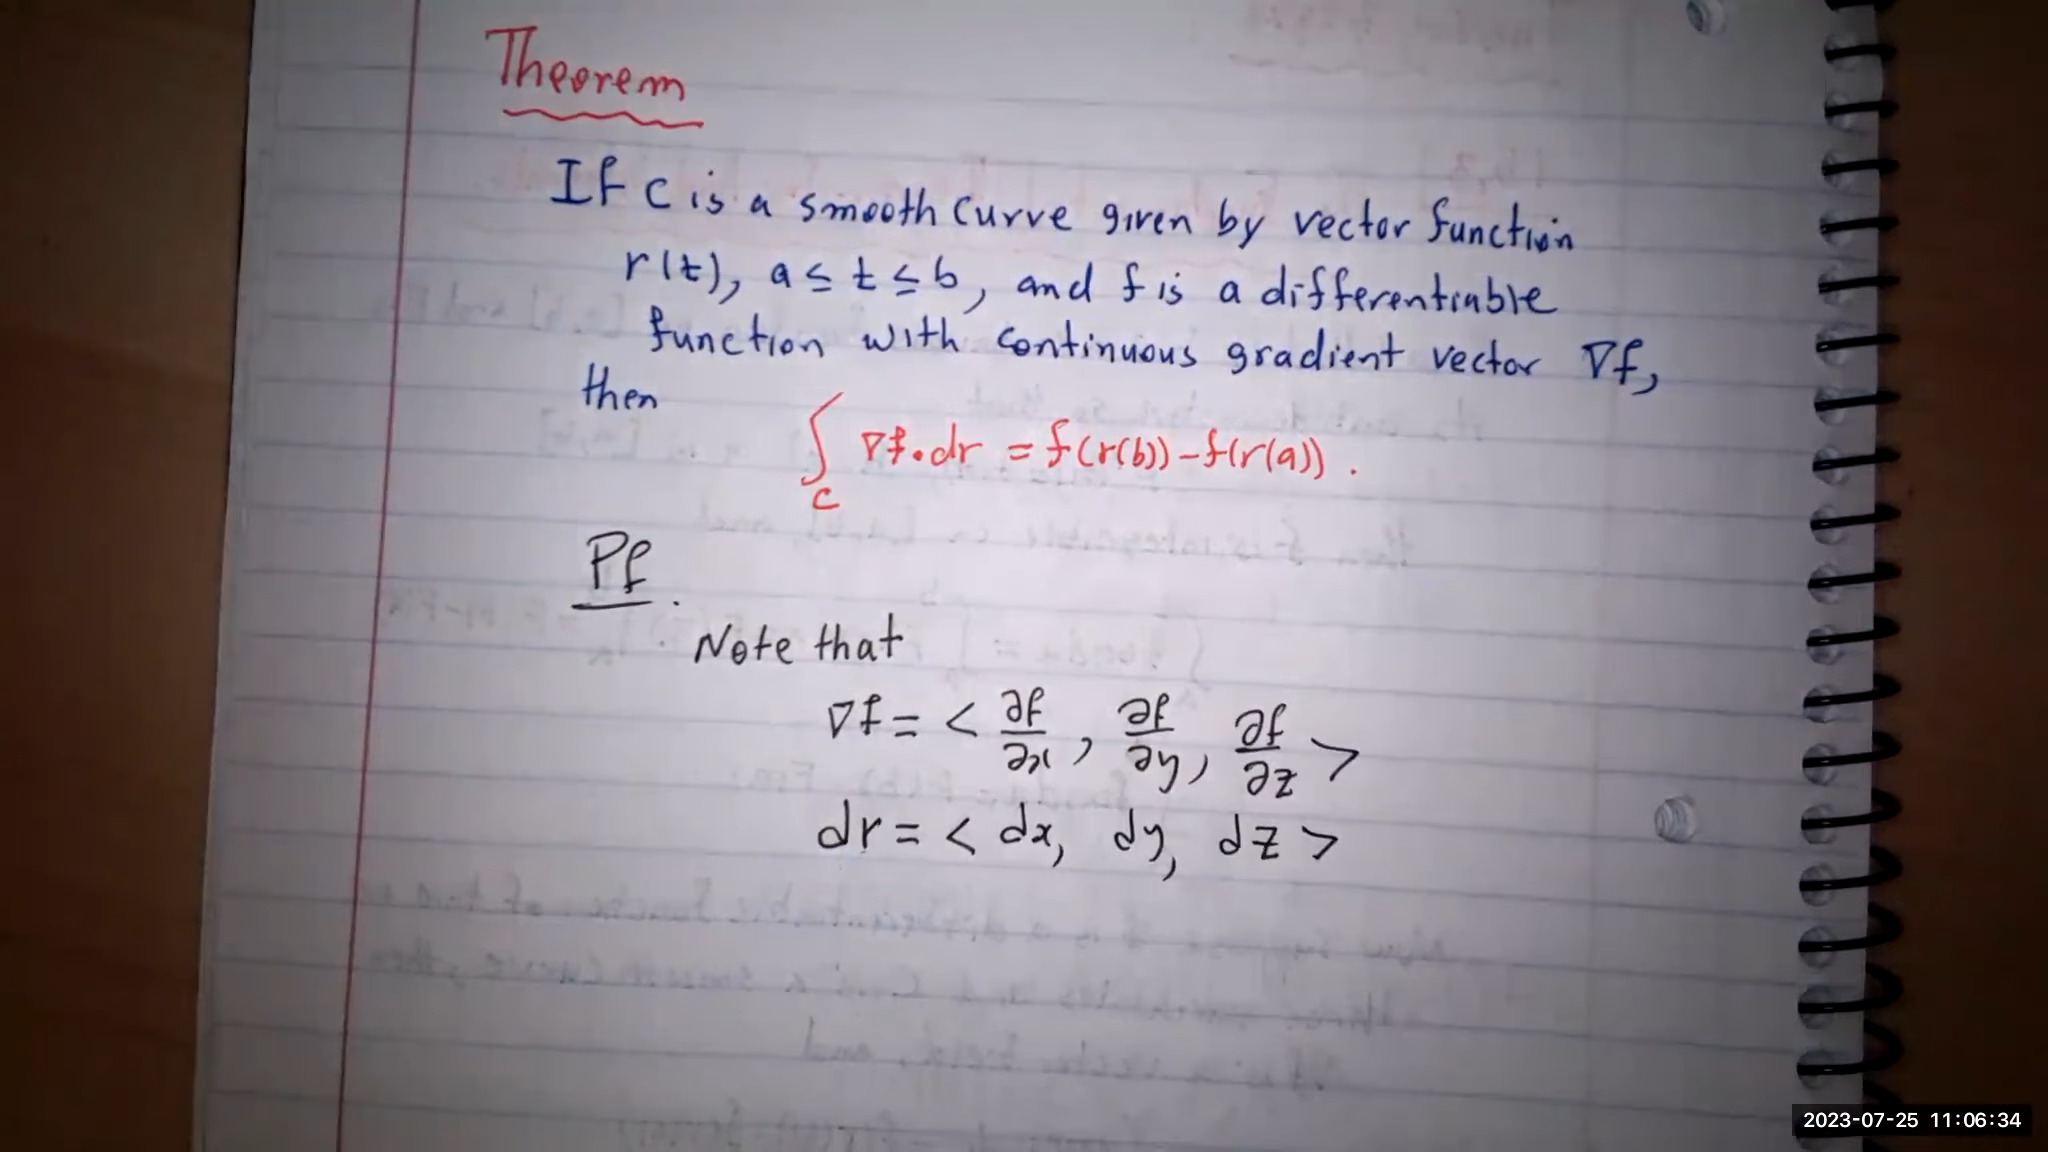 Theorem
If C is a smooth curve given by vector function
r(t), a ≤ t ≤ b, and f is a differentiable
function with continuous gradient vector ∇f,
then
∫_C ∇f·dr = f(r(b)) - f(r(a)).
Pf.
Note that
∇f = < ∂f/∂x, ∂f/∂y, ∂f/∂z >
dr = < dx, dy, dz >
2023-07-25 11:06:34